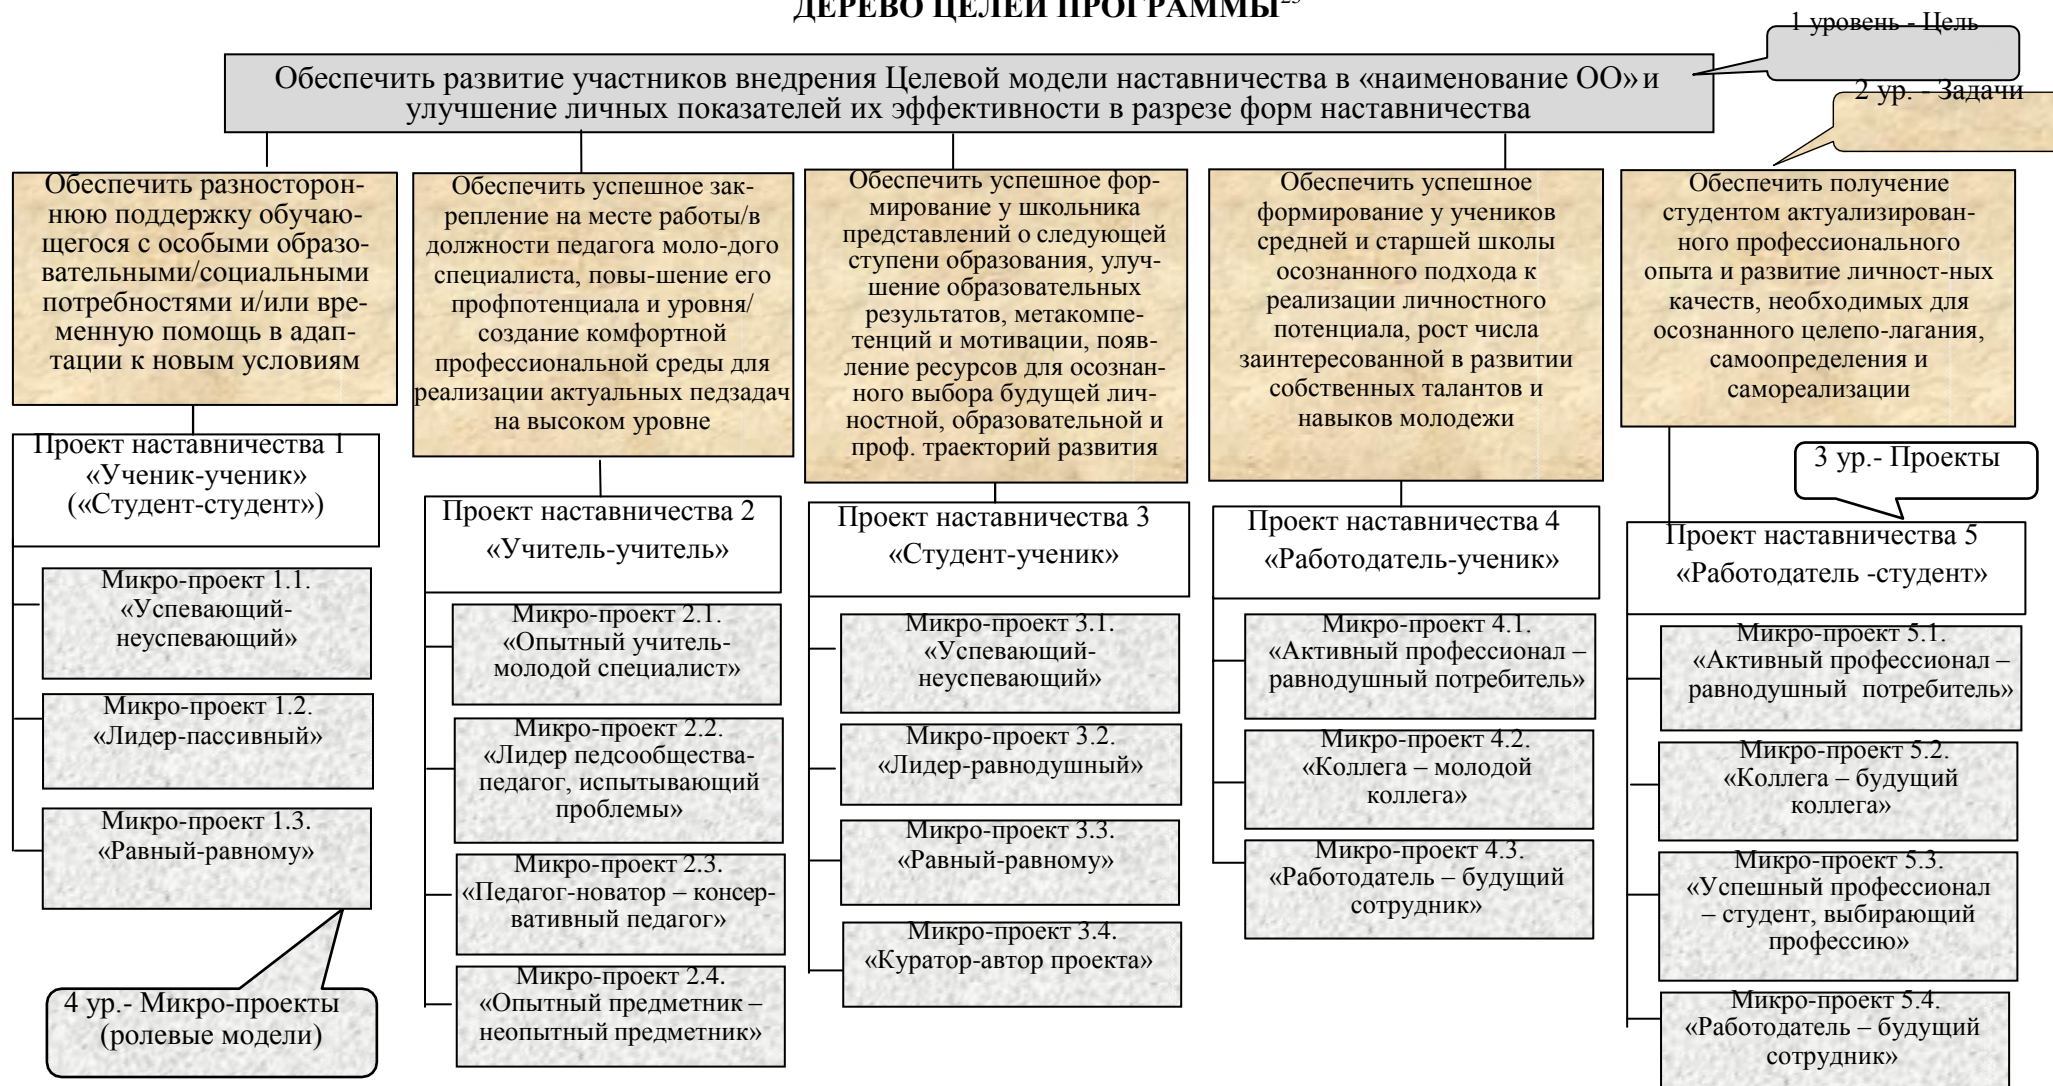 ДЕРЕВО ЦЕЛЕЙ ПРОГРАММЫ
1 уровень - Цель
Обеспечить развитие участников внедрения Целевой модели наставничества в «наименование ОО» и
улучшение личных показателей их эффективности в разрезе форм наставничества
2 ур. - Задачи
Обеспечить разносторон-
нюю поддержку обучаю-
щегося с особыми образо-
вательными/социальными
потребностями и/или вре-
менную помощь в адап-
тации к новым условиям
Обеспечить успешное зак-
репление на месте работы/в
должности педагога моло-дого
специалиста, повы-шение его
профпотенциала и уровня/
создание комфортной
профессиональной среды для
реализации актуальных педзадач
на высоком уровне
Обеспечить успешное фор-
мирование у школьника
представлений о следующей
ступени образования, улуч-
шение образовательных
результатов, метакомпе-
тенций и мотивации, появ-
ление ресурсов для осознан-
ного выбора будущей лич-
ностной, образовательной и
проф. траекторий развития
Обеспечить успешное
формирование у учеников
средней и старшей школы
осознанного подхода к
реализации личностного
потенциала, рост числа
заинтересованной в развитии
собственных талантов и
навыков молодежи
Обеспечить получение
студентом актуализирован-
ного профессионального
опыта и развитие личност-ных
качеств, необходимых для
осознанного целепо-лагания,
самоопределения и
самореализации
3 ур.- Проекты
Проект наставничества 1
«Ученик-ученик»
(«Студент-студент»)
Микро-проект 1.1.
«Успевающий-
неуспевающий»
Микро-проект 1.2.
«Лидер-пассивный»
Микро-проект 1.3.
«Равный-равному»
4 ур.- Микро-проекты
(ролевые модели)
Проект наставничества 2
«Учитель-учитель»
Микро-проект 2.1.
«Опытный учитель-
молодой специалист»
Микро-проект 2.2.
«Лидер педсообщества-
педагог, испытывающий
проблемы»
Микро-проект 2.3.
«Педагог-новатор – консер-
вативный педагог»
Микро-проект 2.4.
«Опытный предметник –
неопытный предметник»
Проект наставничества 3
«Студент-ученик»
Микро-проект 3.1.
«Успевающий-
неуспевающий»
Микро-проект 3.2.
«Лидер-равнодушный»
Микро-проект 3.3.
«Равный-равному»
Микро-проект 3.4.
«Куратор-автор проекта»
Проект наставничества 4
«Работодатель-ученик»
Микро-проект 4.1.
«Активный профессионал –
равнодушный потребитель»
Микро-проект 4.2.
«Коллега – молодой
коллега»
Микро-проект 4.3.
«Работодатель – будущий
сотрудник»
Проект наставничества 5
«Работодатель -студент»
Микро-проект 5.1.
«Активный профессионал –
равнодушный потребитель»
Микро-проект 5.2.
«Коллега – будущий
коллега»
Микро-проект 5.3.
«Успешный профессионал
– студент, выбирающий
профессию»
Микро-проект 5.4.
«Работодатель – будущий
сотрудник»